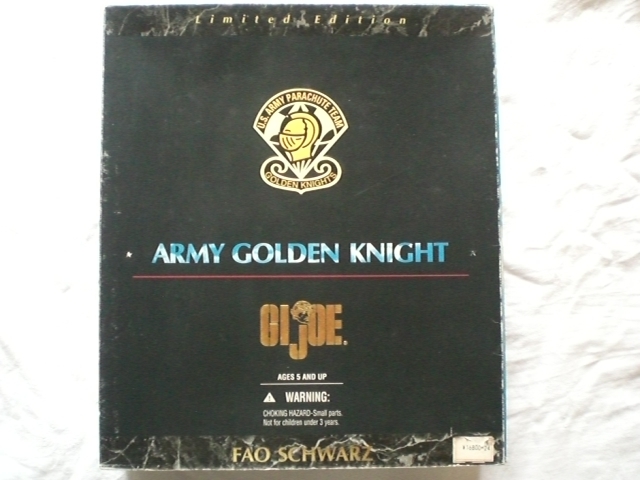 Limited Edition
U.S. ARMY PARACHUTE TEAM
GOLDEN KNIGHTS
ARMY GOLDEN KNIGHT
GI JOE.
AGES 5 AND UP
WARNING:
CHOKING HAZARD-Small parts.
Not for children under 3 years.
FAO SCHWARZ